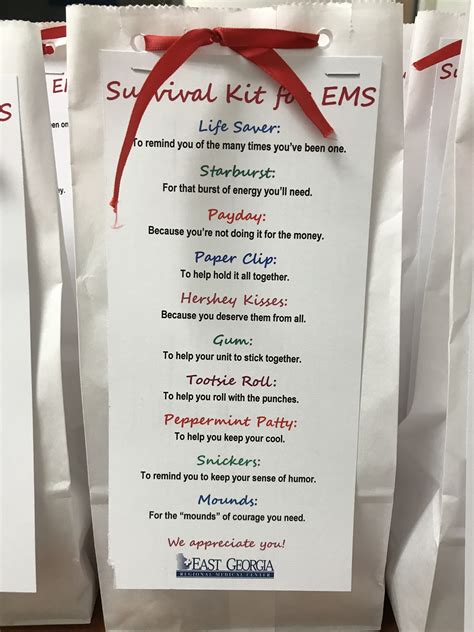 Survival Kit for EMS
Life Saver:
To remind you of the many times you've been one.
Starburst:
For that burst of energy you'll need.
Payday:
Because you're not doing it for the money.
Paper Clip:
To help hold it all together.
Hershey Kisses:
Because you deserve them from all.
Gum:
To help your unit to stick together.
Tootsie Roll:
To help you roll with the punches.
Peppermint Patty:
To help you keep your cool.
Snickers:
To remind you to keep your sense of humor.
Mounds:
For the “mounds” of courage you need.
We appreciate you!
EAST GEORGIA
REGIONAL MEDICAL CENTER